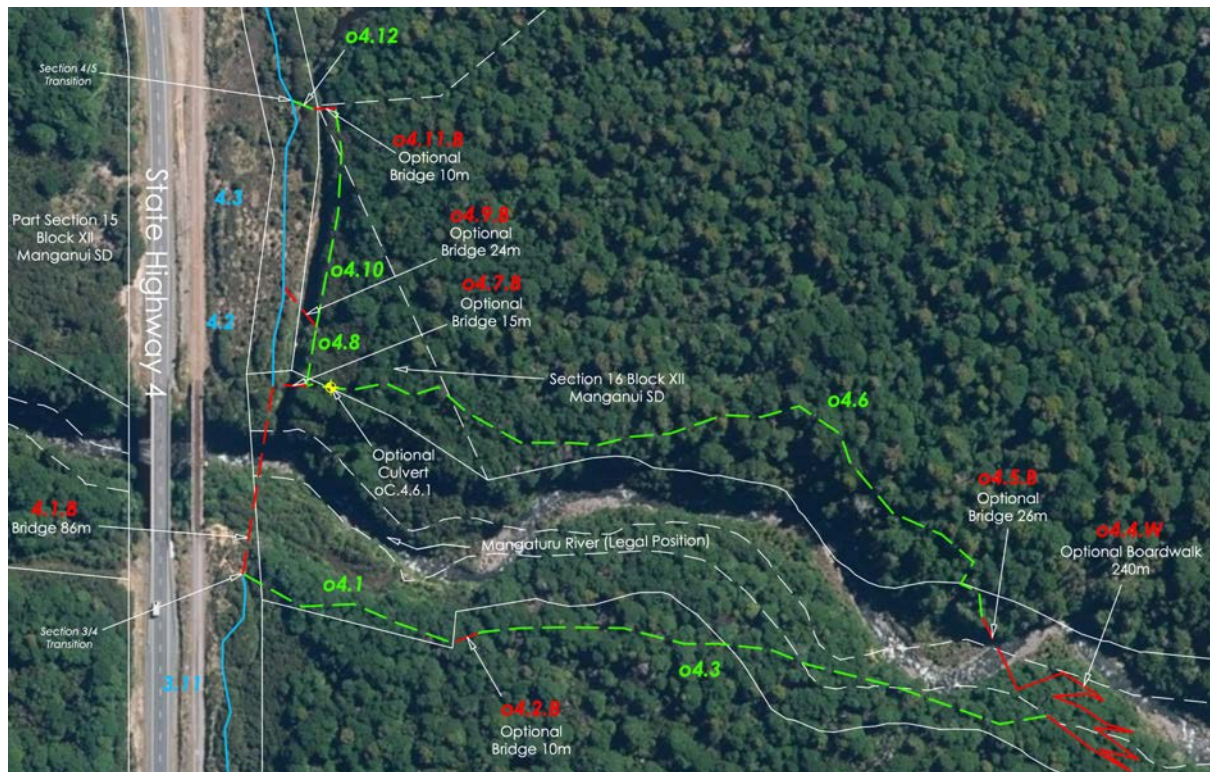 o4.12
Section 4/5
Transition
o4.11.B
Optional
Bridge 10m
State Highway 4
4.3
Part Section 15
Block XII
Manganui SD
o4.9.B
Optional
Bridge 24m
o4.10
o4.7.B
Optional
Bridge 15m
4.2
o4.8
Section 16 Block XII
Manganui SD
o4.6
Optional
Culvert
oC.4.6.1
o4.5.B
Optional
Bridge 26m
4.1.B
Bridge 86m
o4.4.W
Optional Boardwalk
240m
Mangaturu River (Legal Position)
o4.1
Section 3/4
Transition
o4.3
3.11
o4.2.B
Optional
Bridge 10m